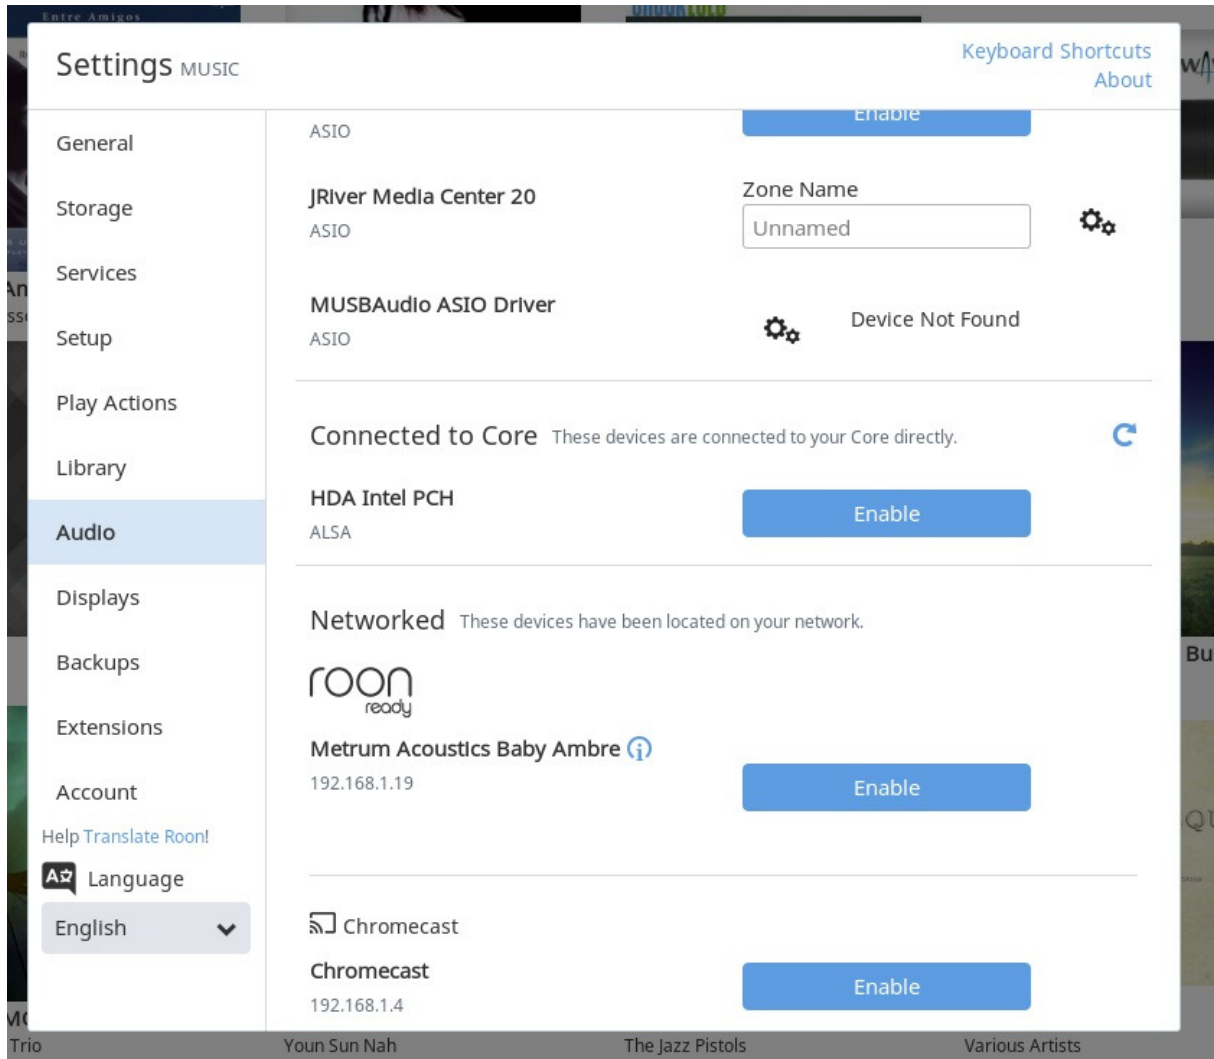 Entre Amigos
Settings MUSIC
Keyboard Shortcuts
About
General
Storage
Services
Setup
Play Actions
Library
Audio
Displays
Backups
Extensions
Account
Help Translate Roon!
Language
English
Enable
ASIO
JRiver Media Center 20
ASIO
Zone Name
Unnamed
MUSBAudio ASIO Driver
ASIO
Device Not Found
Connected to Core These devices are connected to your Core directly.
HDA Intel PCH
ALSA
Enable
Networked These devices have been located on your network.
roon
ready
Metrum Acoustics Baby Ambre
192.168.1.19
Enable
Chromecast
Chromecast
192.168.1.4
Enable
Bu
Trio
Youn Sun Nah
The Jazz Pistols
Various Artists